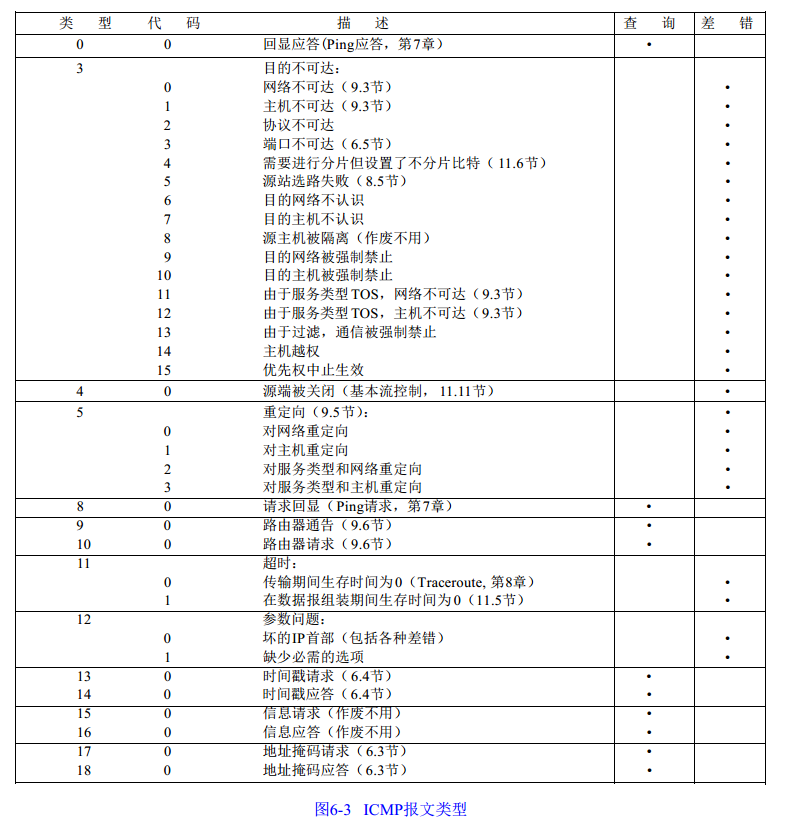 类 型 代 码 描 述 查 询 差 错
0 0 回显应答(Ping应答，第7章） •
3 目的不可达：
0 网络不可达（9.3节） •
1 主机不可达（9.3节） •
2 协议不可达 •
3 端口不可达（6.5节） •
4 需要进行分片但设置了不分片比特（11.6节） •
5 源站选路失败（8.5节） •
6 目的网络不认识 •
7 目的主机不认识 •
8 源主机被隔离（作废不用） •
9 目的网络被强制禁止 •
10 目的主机被强制禁止 •
11 由于服务类型TOS，网络不可达（9.3节） •
12 由于服务类型TOS，主机不可达（9.3节） •
13 由于过滤，通信被强制禁止 •
14 主机越权 •
15 优先权中止生效 •
4 0 源端被关闭（基本流控制，11.11节） •
5 重定向（9.5节）： •
0 对网络重定向 •
1 对主机重定向 •
2 对服务类型和网络重定向 •
3 对服务类型和主机重定向 •
8 0 请求回显（Ping请求，第7章） •
9 0 路由器通告（9.6节） •
10 0 路由器请求（9.6节） •
11 超时：
0 传输期间生存时间为0（Traceroute, 第8章） •
1 在数据报组装期间生存时间为0（11.5节） •
12 参数问题：
0 坏的IP首部（包括各种差错） •
1 缺少必需的选项 •
13 0 时间戳请求（6.4节） •
14 0 时间戳应答（6.4节） •
15 0 信息请求（作废不用） •
16 0 信息应答（作废不用） •
17 0 地址掩码请求（6.3节） •
18 0 地址掩码应答（6.3节） •
图6-3 ICMP报文类型